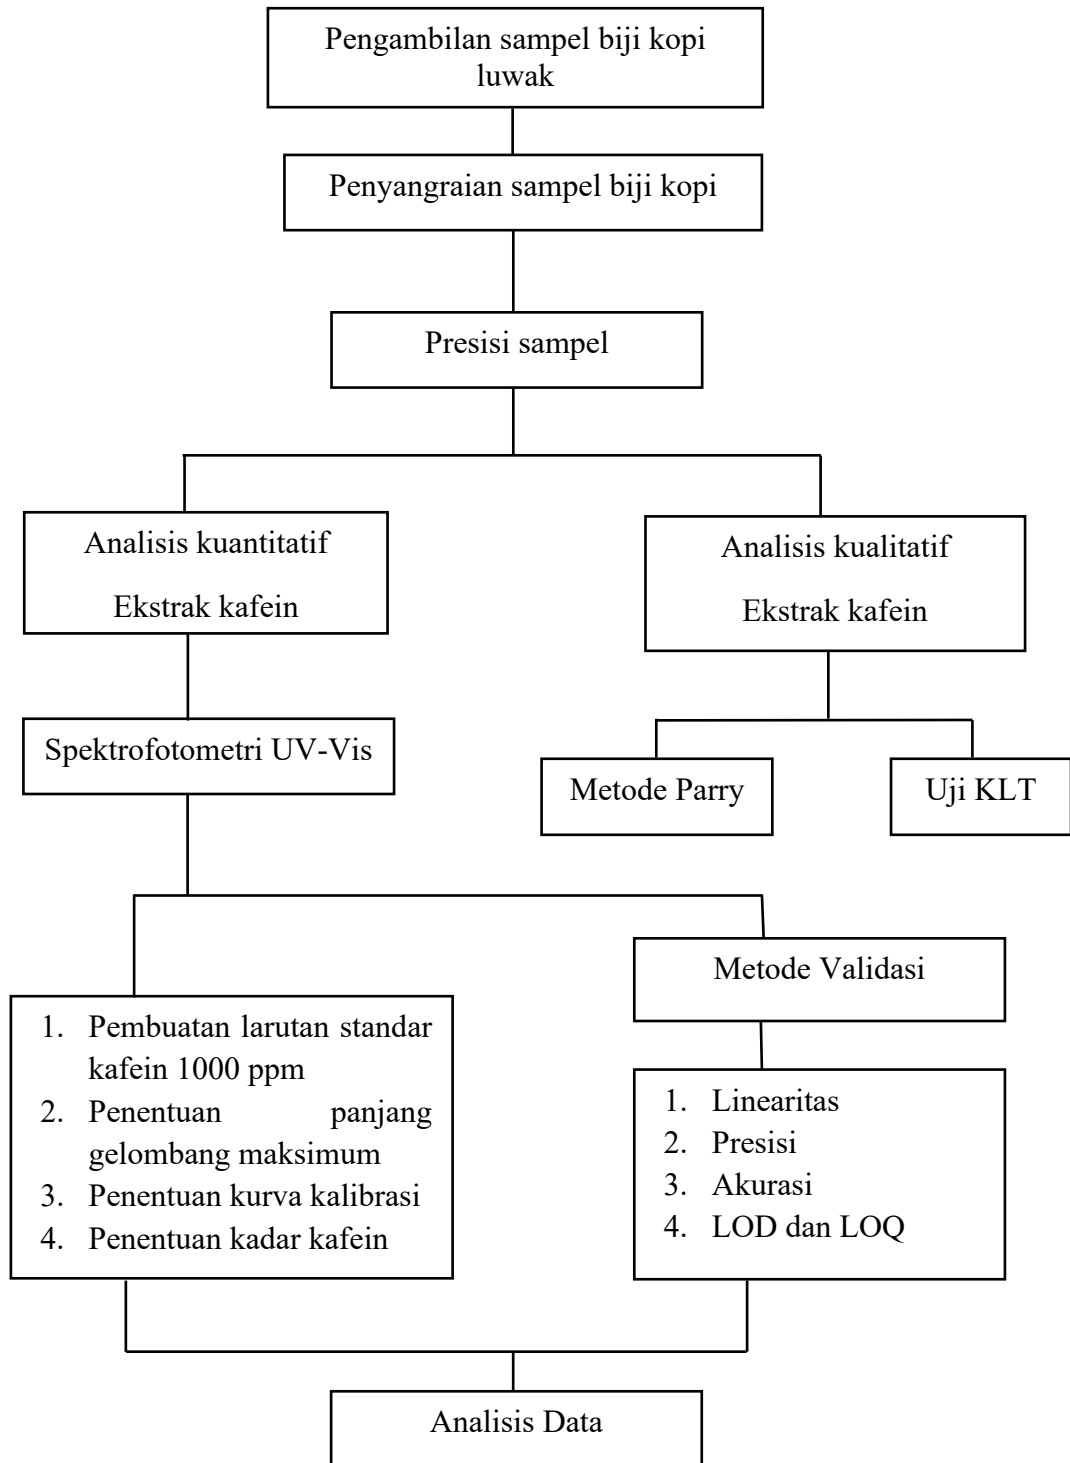 Pengambilan sampel biji kopi
luwak
Penyangraian sampel biji kopi
Presisi sampel
Analisis kuantitatif
Ekstrak kafein
Analisis kualitatif
Ekstrak kafein
Spektrofotometri UV-Vis
Metode Parry
Uji KLT
Metode Validasi
1. Pembuatan larutan standar
kafein 1000 ppm
2. Penentuan panjang
gelombang maksimum
3. Penentuan kurva kalibrasi
4. Penentuan kadar kafein
1. Linearitas
2. Presisi
3. Akurasi
4. LOD dan LOQ
Analisis Data